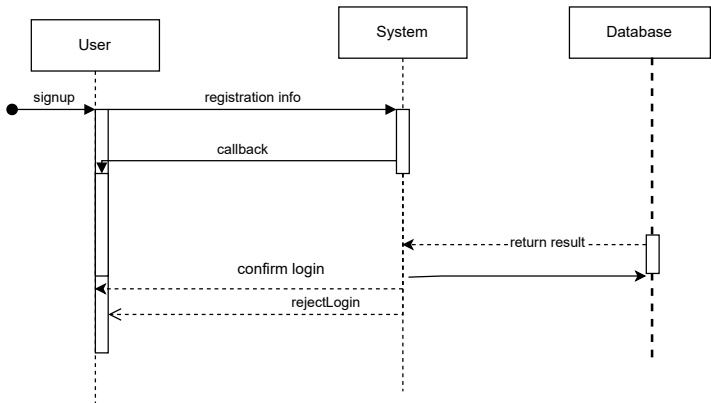 User
System
Database
signup
registration info
callback
return result
confirm login
rejectLogin